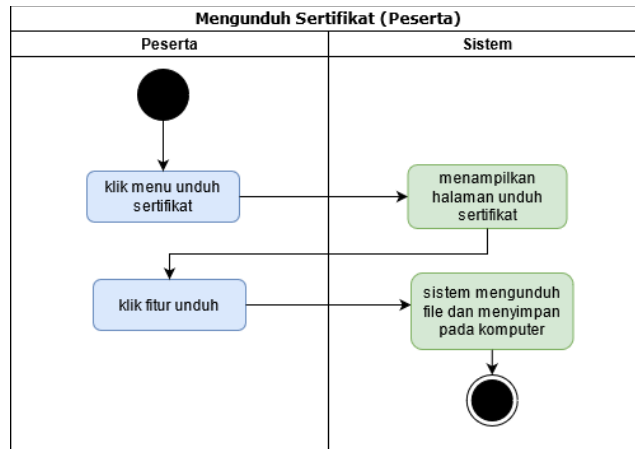 Mengunduh Sertifikat (Peserta)
Peserta
Sistem
klik menu unduh
sertifikat
menampilkan
halaman unduh
sertifikat
klik fitur unduh
sistem mengunduh
file dan menyimpan
pada komputer